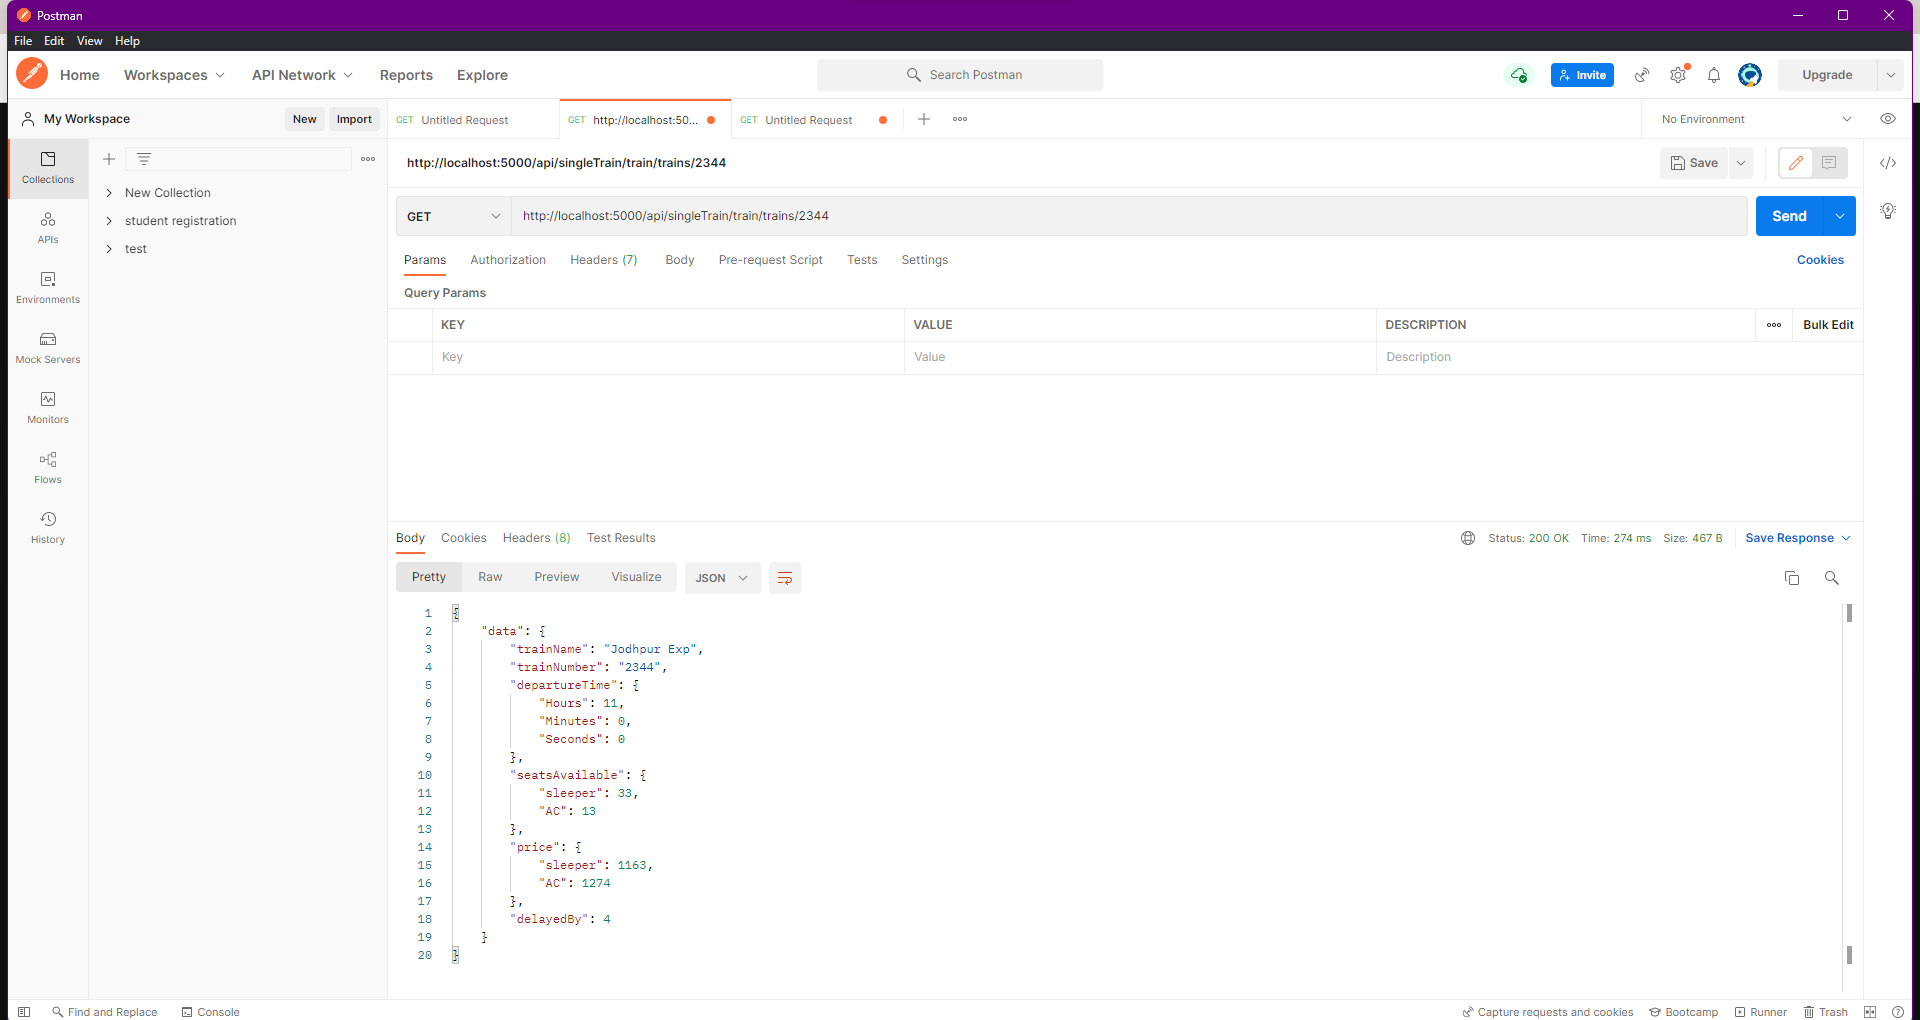 Postman
File Edit View Help
Home Workspaces API Network Reports Explore Search Postman Invite Upgrade
My Workspace New Import GET Untitled Request GET http://localhost:50... GET Untitled Request No Environment
http://localhost:5000/api/singleTrain/train/trains/2344 Save
Collections
New Collection
student registration
test
APIs
Environments
Mock Servers
Monitors
Flows
History
GET http://localhost:5000/api/singleTrain/train/trains/2344 Send
Params Authorization Headers (7) Body Pre-request Script Tests Settings Cookies
Query Params
KEY VALUE DESCRIPTION Bulk Edit
Key Value Description
Body Cookies Headers (8) Test Results Status: 200 OK Time: 274 ms Size: 467 B Save Response
Pretty Raw Preview Visualize JSON
1 {
2 "data": {
3 "trainName": "Jodhpur Exp",
4 "trainNumber": "2344",
5 "departureTime": {
6 "Hours": 11,
7 "Minutes": 0,
8 "Seconds": 0
9 },
10 "seatsAvailable": {
11 "sleeper": 33,
12 "AC": 13
13 },
14 "price": {
15 "sleeper": 1163,
16 "AC": 1274
17 },
18 "delayedBy": 4
19 }
20 }
Find and Replace Console Capture requests and cookies Bootcamp Runner Trash